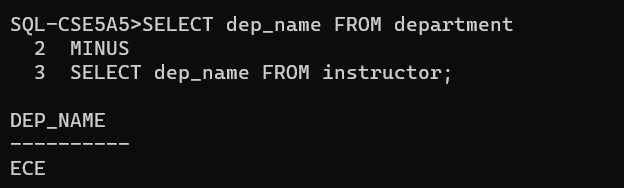 SQL-CSE5A5>SELECT dep_name FROM department
  2  MINUS
  3  SELECT dep_name FROM instructor;

DEP_NAME
----------
ECE